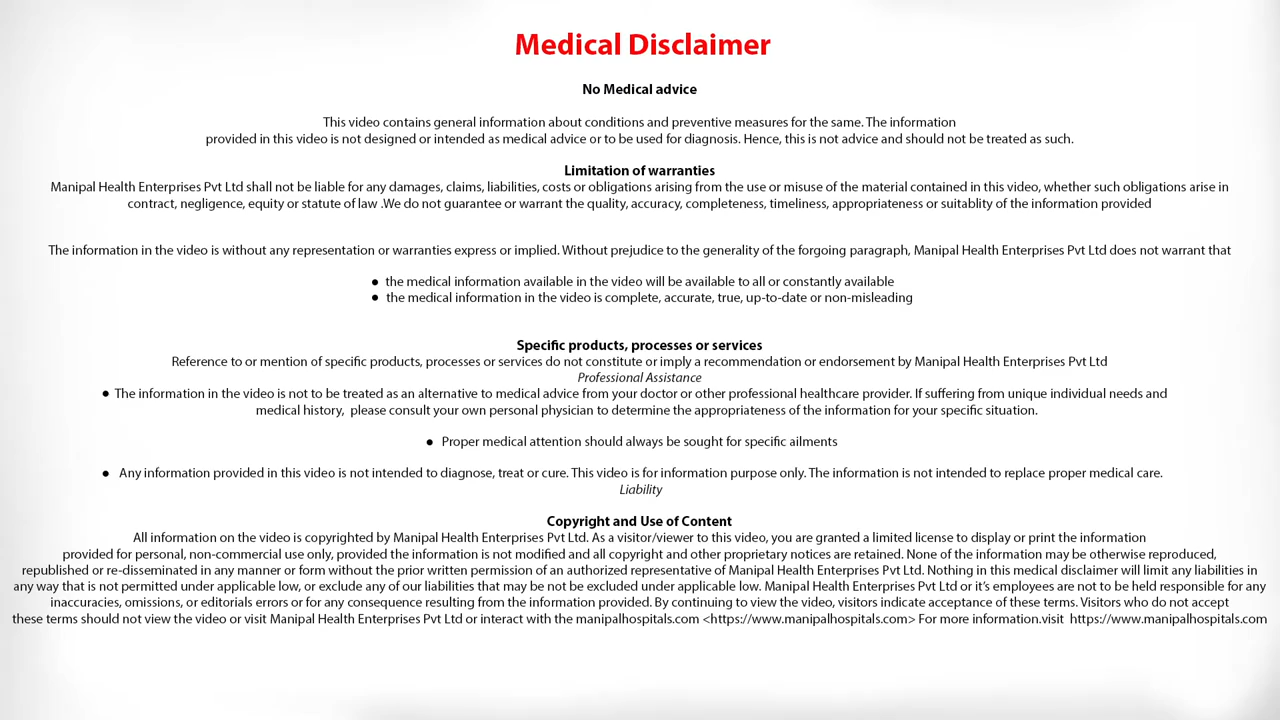 Medical Disclaimer
No Medical advice
This video contains general information about conditions and preventive measures for the same. The information
provided in this video is not designed or intended as medical advice or to be used for diagnosis. Hence, this is not advice and should not be treated as such.
Limitation of warranties
Manipal Health Enterprises Pvt Ltd shall not be liable for any damages, claims, liabilities, costs or obligations arising from the use or misuse of the material contained in this video, whether such obligations arise in
contract, negligence, equity or statute of law .We do not guarantee or warrant the quality, accuracy, completeness, timeliness, appropriateness or suitablity of the information provided
The information in the video is without any representation or warranties express or implied. Without prejudice to the generality of the forgoing paragraph, Manipal Health Enterprises Pvt Ltd does not warrant that
● the medical information available in the video will be available to all or constantly available
● the medical information in the video is complete, accurate, true, up-to-date or non-misleading
Specific products, processes or services
Reference to or mention of specific products, processes or services do not constitute or imply a recommendation or endorsement by Manipal Health Enterprises Pvt Ltd
Professional Assistance
● The information in the video is not to be treated as an alternative to medical advice from your doctor or other professional healthcare provider. If suffering from unique individual needs and
medical history, please consult your own personal physician to determine the appropriateness of the information for your specific situation.
● Proper medical attention should always be sought for specific ailments
● Any information provided in this video is not intended to diagnose, treat or cure. This video is for information purpose only. The information is not intended to replace proper medical care.
Liability
Copyright and Use of Content
All information on the video is copyrighted by Manipal Health Enterprises Pvt Ltd. As a visitor/viewer to this video, you are granted a limited license to display or print the information
provided for personal, non-commercial use only, provided the information is not modified and all copyright and other proprietary notices are retained. None of the information may be otherwise reproduced,
republished or re-disseminated in any manner or form without the prior written permission of an authorized representative of Manipal Health Enterprises Pvt Ltd. Nothing in this medical disclaimer will limit any liabilities in
any way that is not permitted under applicable low, or exclude any of our liabilities that may be not be excluded under applicable low. Manipal Health Enterprises Pvt Ltd or it's employees are not to be held responsible for any
inaccuracies, omissions, or editorials errors or for any consequence resulting from the information provided. By continuing to view the video, visitors indicate acceptance of these terms. Visitors who do not accept
these terms should not view the video or visit Manipal Health Enterprises Pvt Ltd or interact with the manipalhospitals.com <https://www.manipalhospitals.com> For more information.visit https://www.manipalhospitals.com